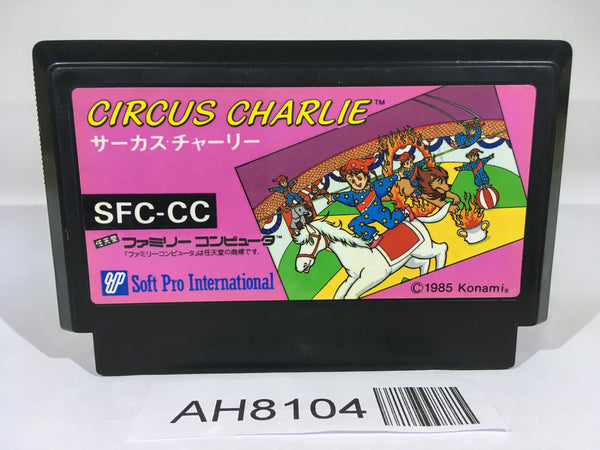 CIRCUS CHARLIE™
サーカス・チャーリー
SFC-CC
任天堂 ファミリーコンピュータ™
「ファミリーコンピュータ」は任天堂の商標です。
Soft Pro International
©1985 Konami®
AH8104